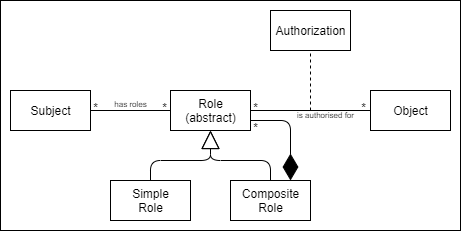 Authorization
Subject
* has roles *
Role
(abstract)
* is authorised for *
Object
*
Simple
Role
Composite
Role